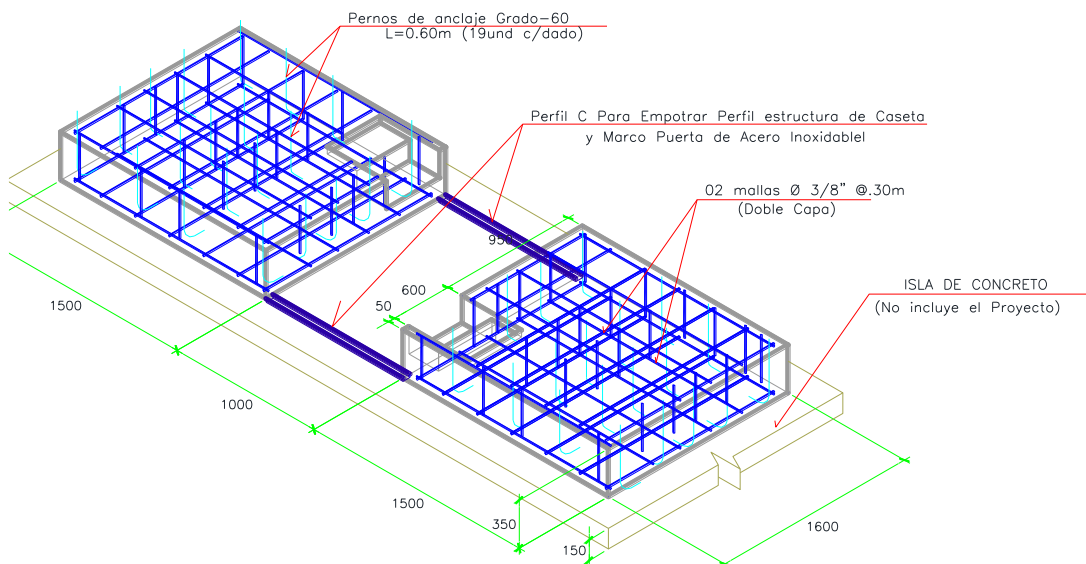 Pernos de anclaje Grado-60
L=0.60m (19und c/dado)
Perfil C Para Empotrar Perfil estructura de Caseta
y Marco Puerta de Acero Inoxidablel
02 mallas Ø 3/8" @.30m
(Doble Capa)
950
ISLA DE CONCRETO
(No incluye el Proyecto)
600
50
1500
1000
1500
350
150
1600